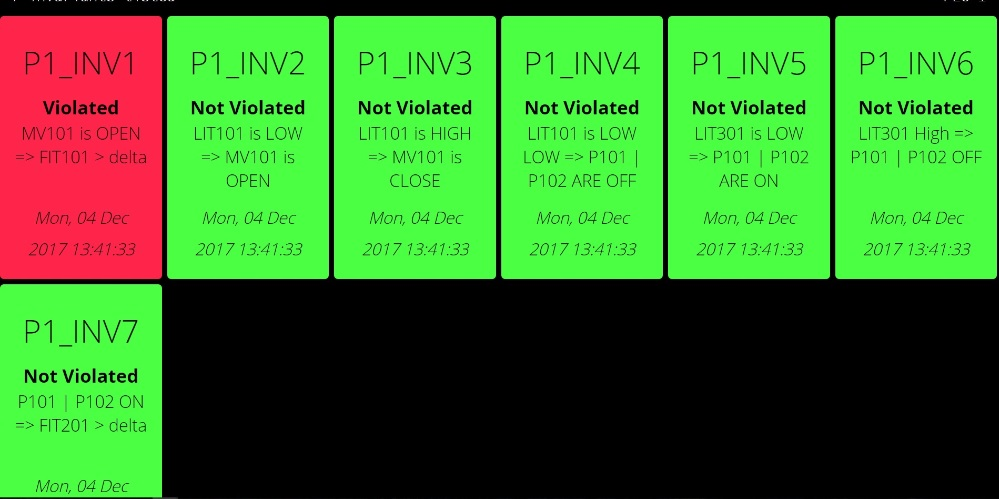 P1_INV1
Violated
MV101 is OPEN
=> FIT101 > delta
Mon, 04 Dec
2017 13:41:33
P1_INV2
Not Violated
LIT101 is LOW
=> MV101 is
OPEN
Mon, 04 Dec
2017 13:41:33
P1_INV3
Not Violated
LIT101 is HIGH
=> MV101 is
CLOSE
Mon, 04 Dec
2017 13:41:33
P1_INV4
Not Violated
LIT101 is LOW
LOW => P101 |
P102 ARE OFF
Mon, 04 Dec
2017 13:41:33
P1_INV5
Not Violated
LIT301 is LOW
=> P101 | P102
ARE ON
Mon, 04 Dec
2017 13:41:33
P1_INV6
Not Violated
LIT301 High =>
P101 | P102 OFF
Mon, 04 Dec
2017 13:41:33
P1_INV7
Not Violated
P101 | P102 ON
=> FIT201 > delta
Mon, 04 Dec